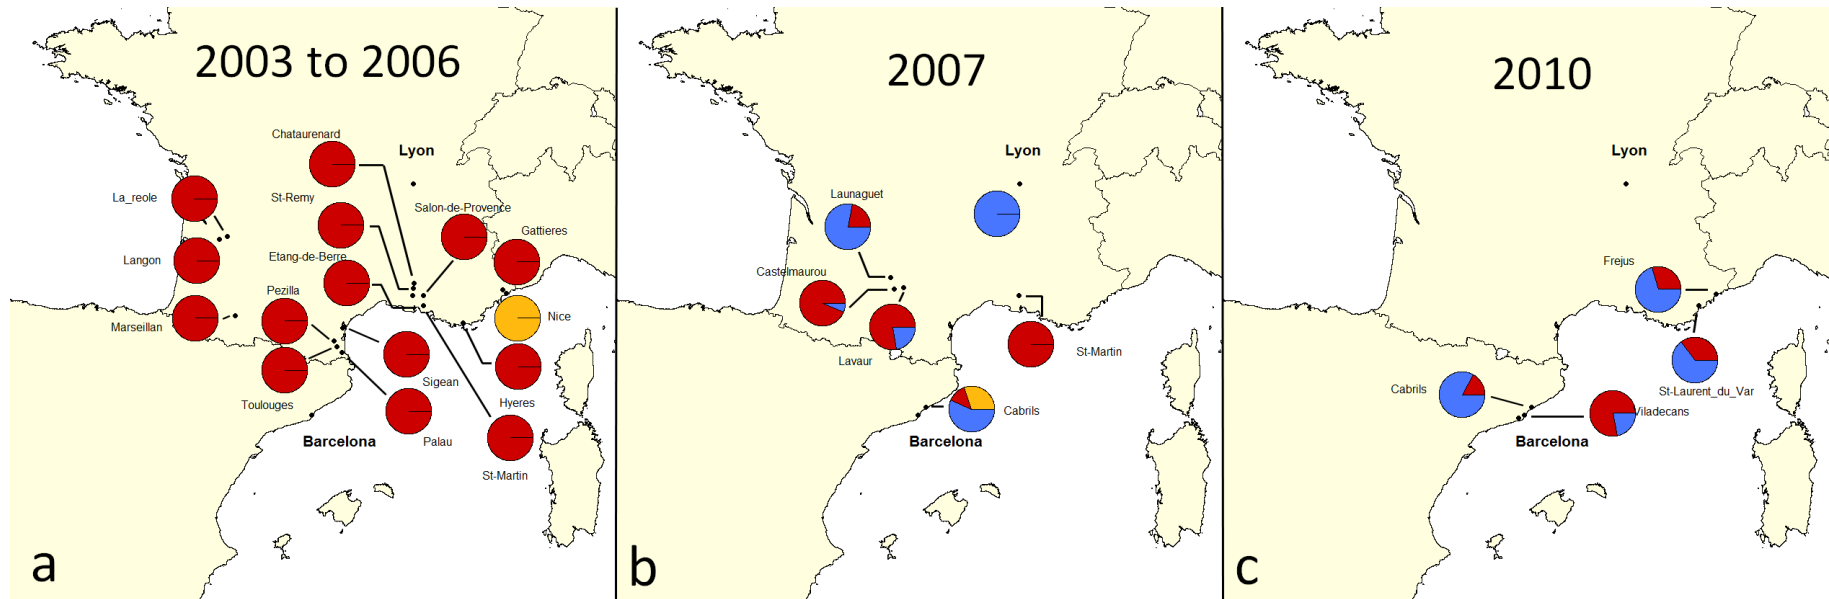 2003 to 2006
Chataurenard
Lyon
La_reole
St-Remy
Salon-de-Provence
Gattieres
Langon
Etang-de-Berre
Pezilla
Marseillan
Nice
Sigean
Toulouges
Hyeres
Barcelona
Palau
St-Martin
a
2007
Lyon
Launaguet
Castelmaurou
Lavaur
St-Martin
Cabrils
Barcelona
b
2010
Lyon
Frejus
Cabrils
St-Laurent_du_Var
Viladecans
Barcelona
c